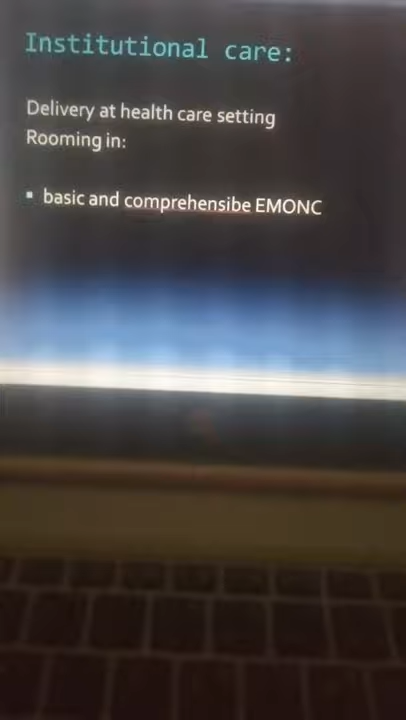 Institutional care:
Delivery at health care setting
Rooming in:
▪ basic and comprehensibe EMONC